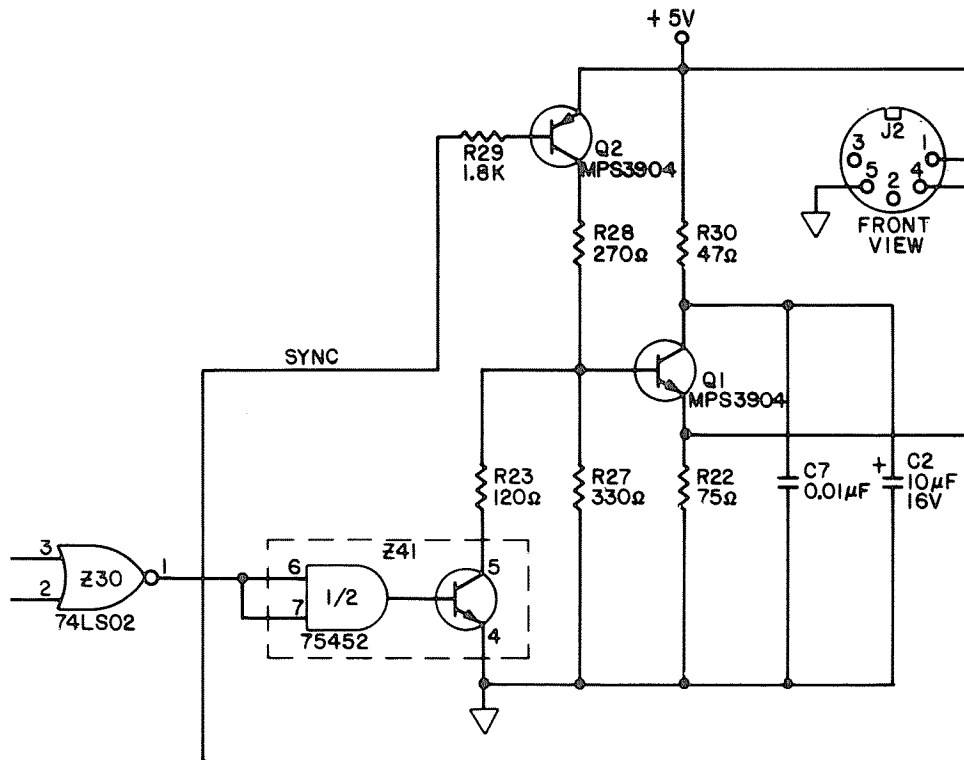 + 5V
J2
3
1
5
2
4
FRONT
VIEW
R29
1.8K
Q2
MPS3904
R28
270Ω
R30
47Ω
SYNC
Q1
MPS3904
R23
120Ω
R27
330Ω
R22
75Ω
C7
0.01µF
+
C2
10µF
16V
Z41
3
2
Z30
1
74LS02
6
7
1/2
75452
5
4